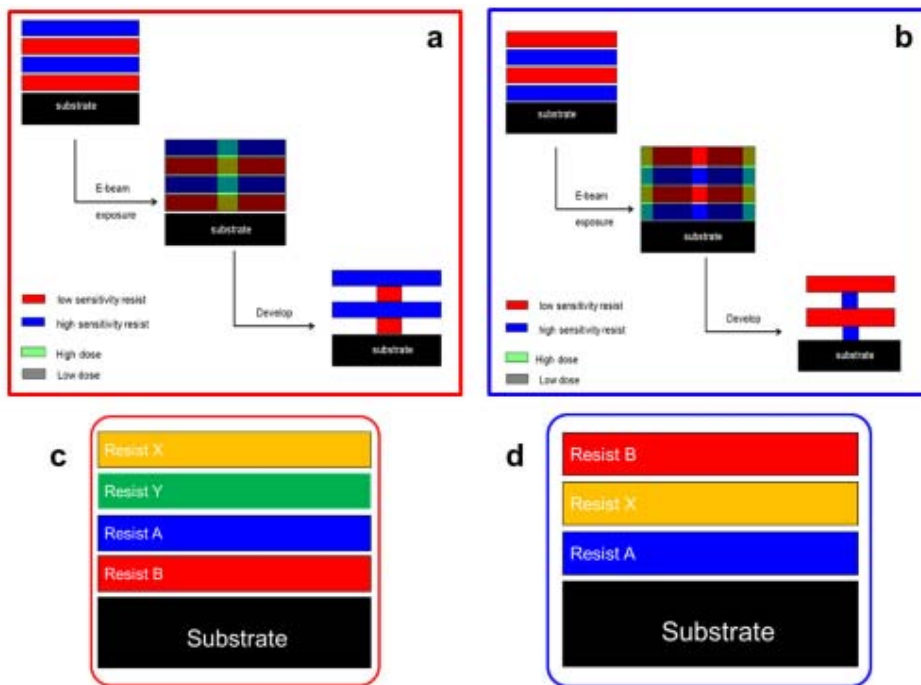 a
substrate
E-beam
exposure
substrate
low sensitivity resist
high sensitivity resist
High dose
Low dose
Develop
substrate
b
substrate
E-beam
exposure
substrate
low sensitivity resist
high sensitivity resist
High dose
Low dose
Develop
substrate
c
Resist X
Resist Y
Resist A
Resist B
Substrate
d
Resist B
Resist X
Resist A
Substrate